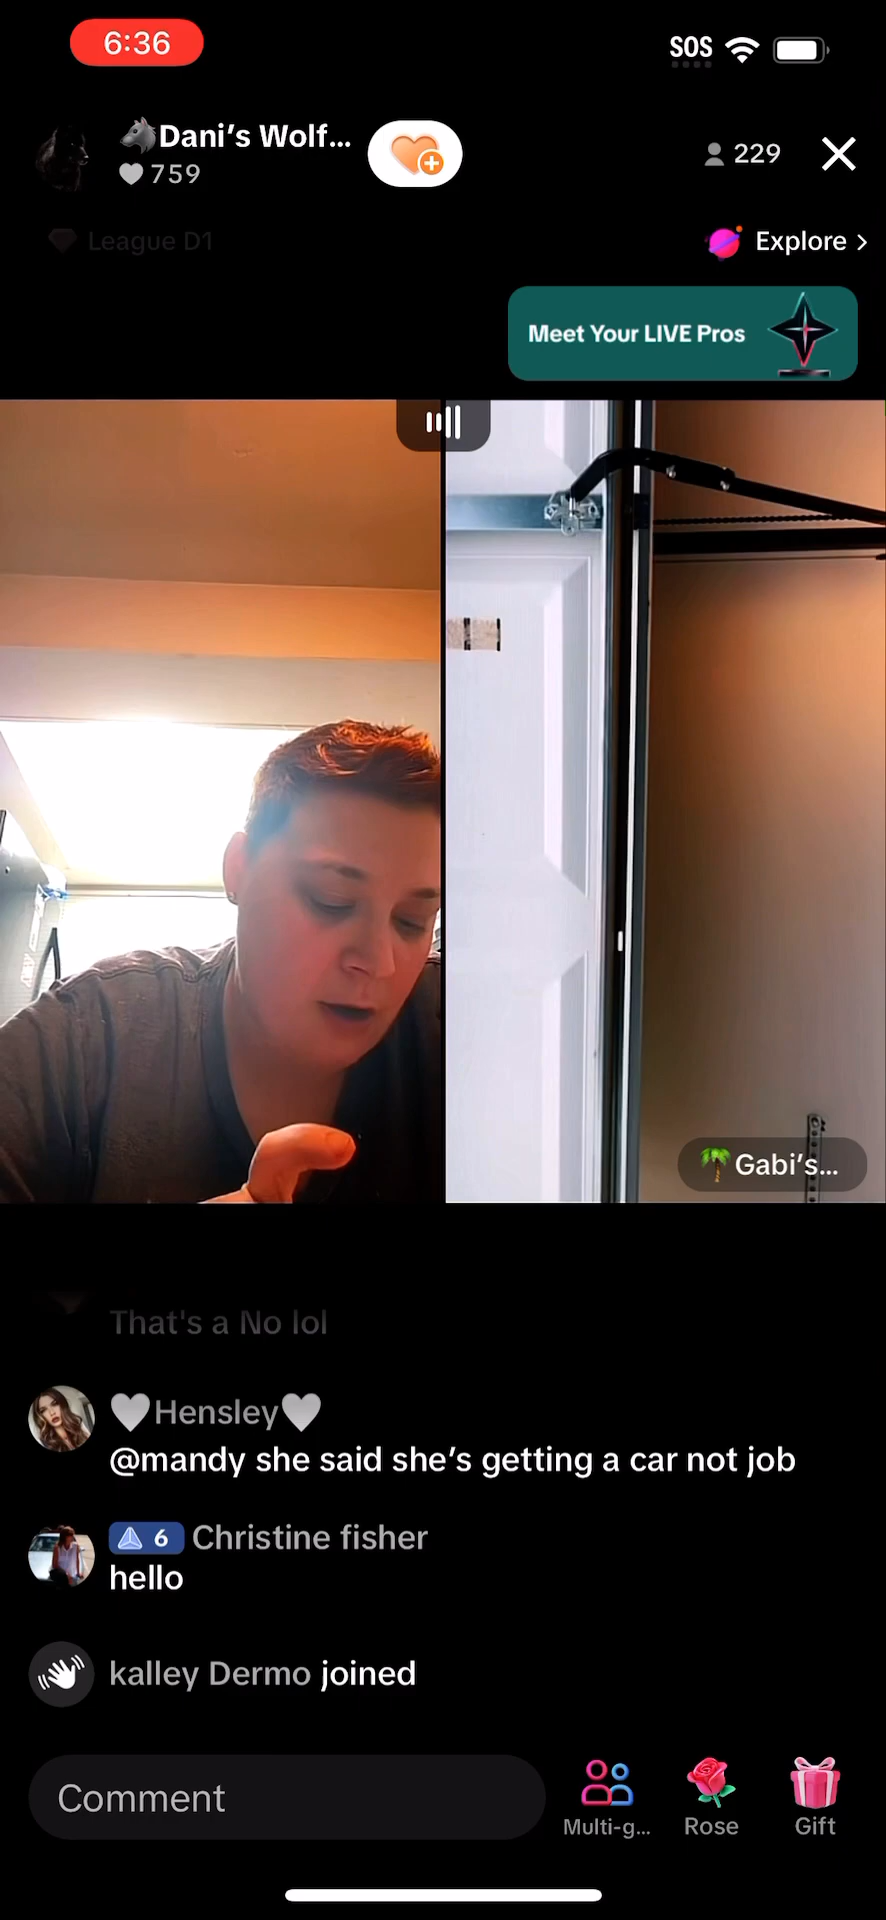 6:36
SOS
🐺Dani’s Wolf...
759
229
League D1
Explore >
Meet Your LIVE Pros
🌴Gabi’s...
That's a No lol
🤍Hensley🤍
@mandy she said she’s getting a car not job
6 Christine fisher
hello
kalley Dermo joined
Comment
Multi-g...
Rose
Gift